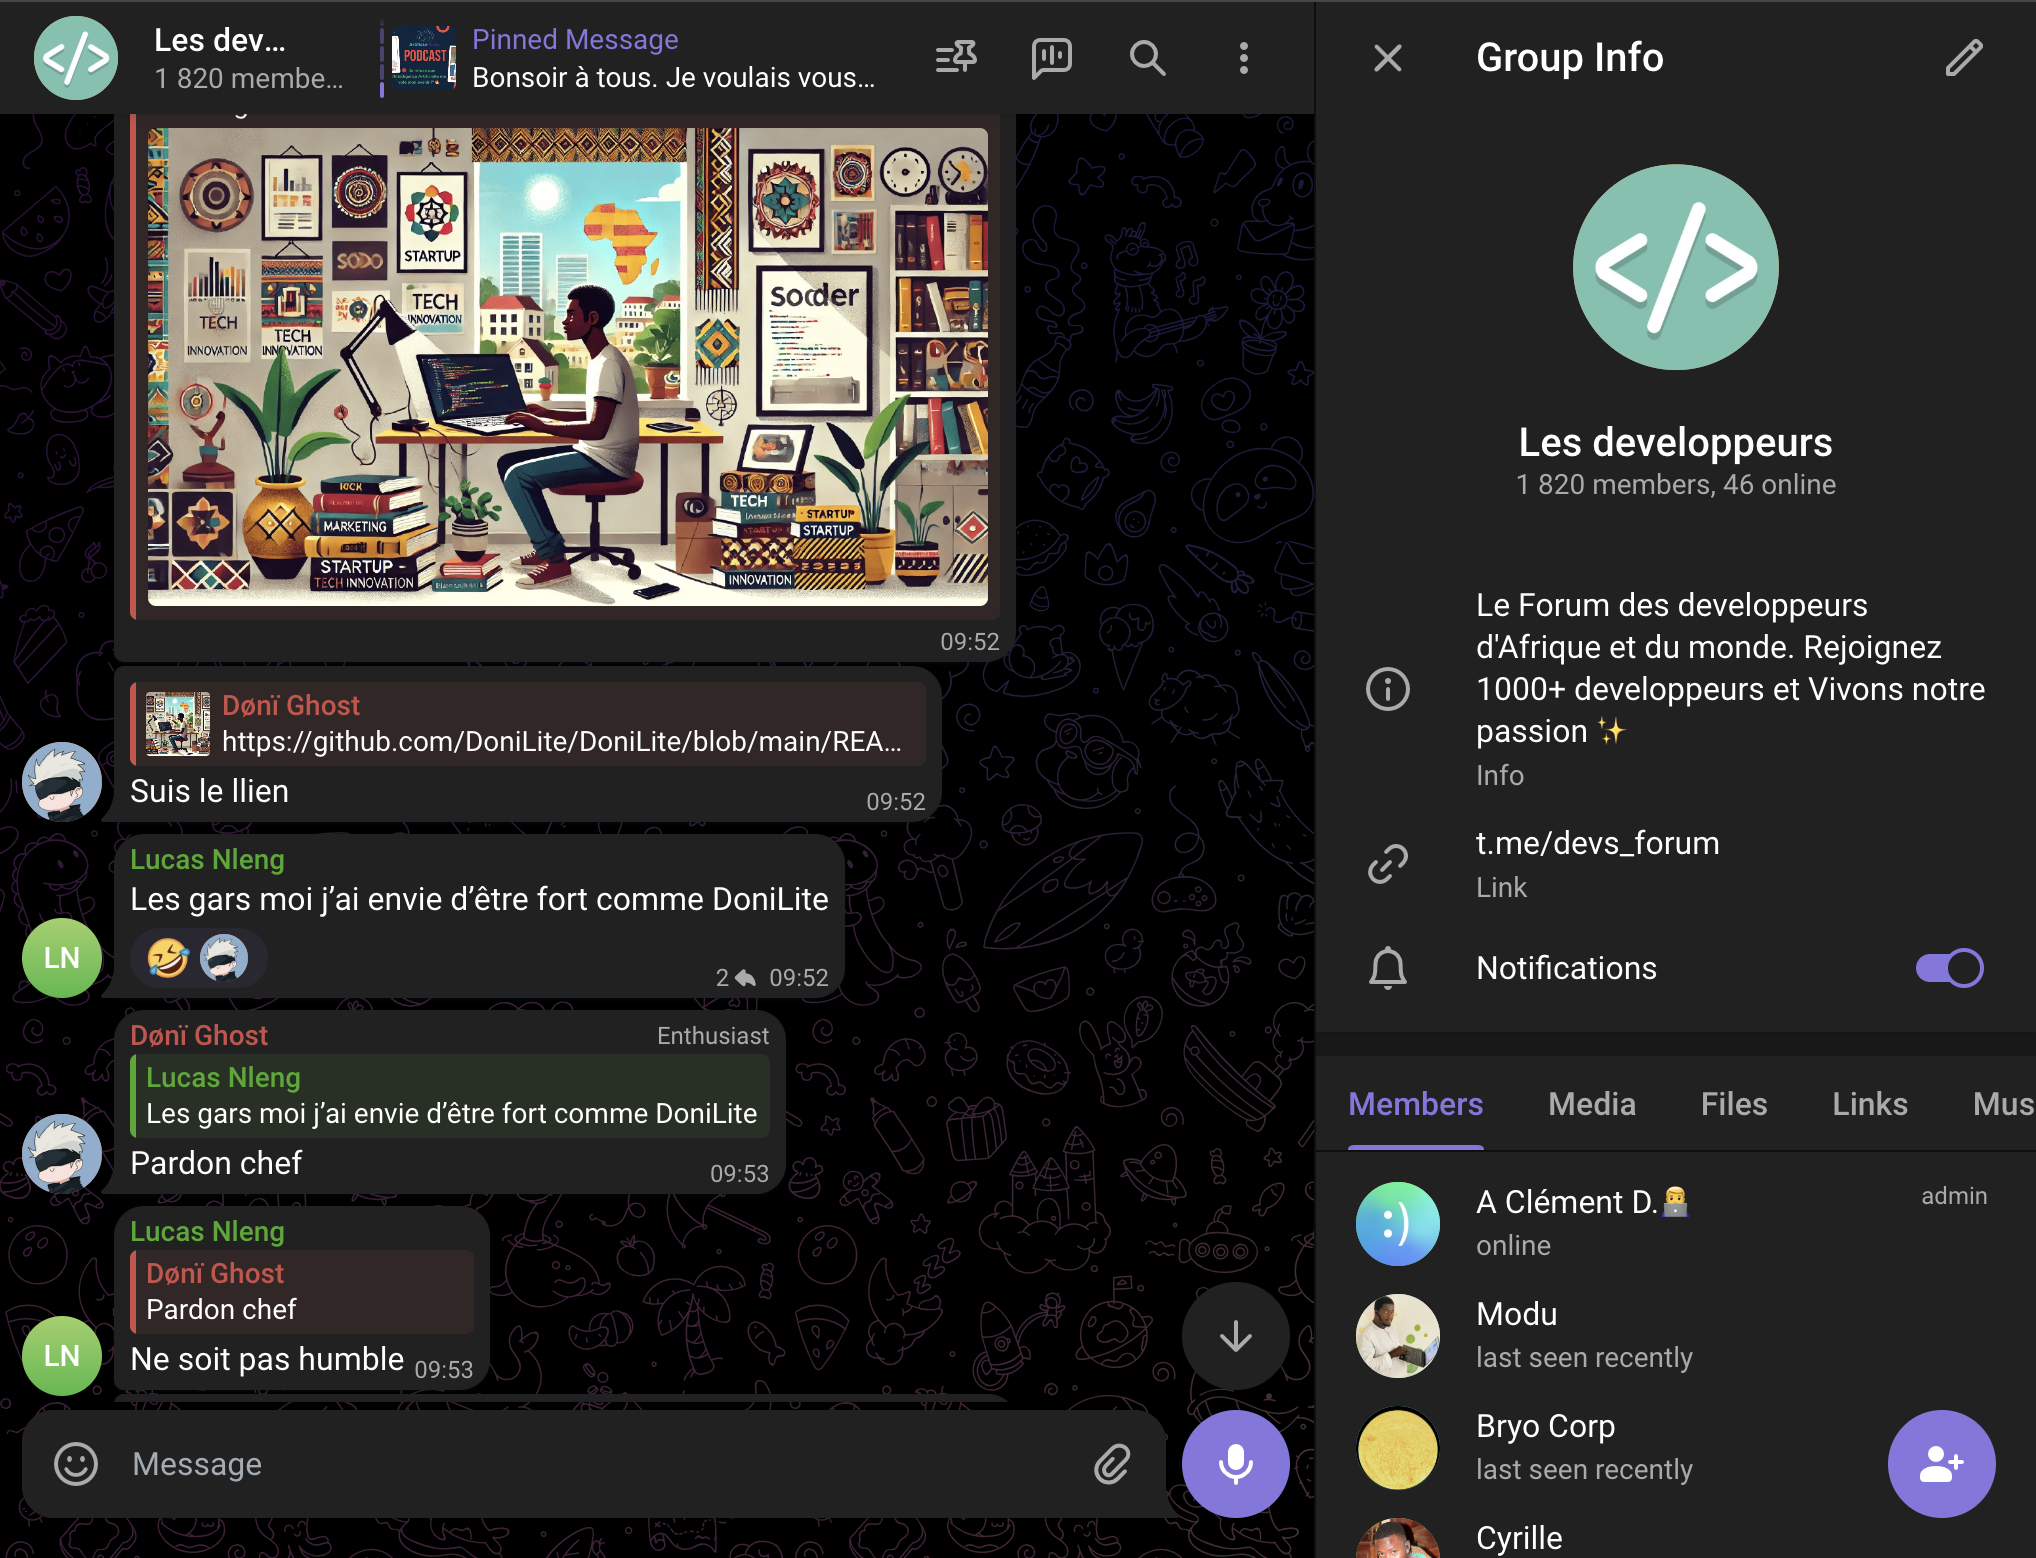 Les dev...
1 820 membe...
PODCAST
Pinned Message
Bonsoir à tous. Je voulais vous...
STARTUP
TECH
INNOVATION
TECH
INNOVATION
TECH
INNOVATION
Socder
KICK
MARKETING
STARTUP -
TECH INNOVATION
TECH
STARTUP
STARTUP
INNOVATION
09:52
Dønï Ghost
https://github.com/DoniLite/DoniLite/blob/main/REA...
Suis le llien
09:52
Lucas Nleng
Les gars moi j’ai envie d’être fort comme DoniLite
LN
2 09:52
Dønï Ghost
Enthusiast
Lucas Nleng
Les gars moi j’ai envie d’être fort comme DoniLite
Pardon chef
09:53
Lucas Nleng
Dønï Ghost
Pardon chef
LN
Ne soit pas humble
09:53
Message
Group Info
Les developpeurs
1 820 members, 46 online
Le Forum des developpeurs
d'Afrique et du monde. Rejoignez
1000+ developpeurs et Vivons notre
passion ✨
Info
t.me/devs_forum
Link
Notifications
Members
Media
Files
Links
Mus
A Clément D.👨‍💻
admin
online
Modu
last seen recently
Bryo Corp
last seen recently
Cyrille